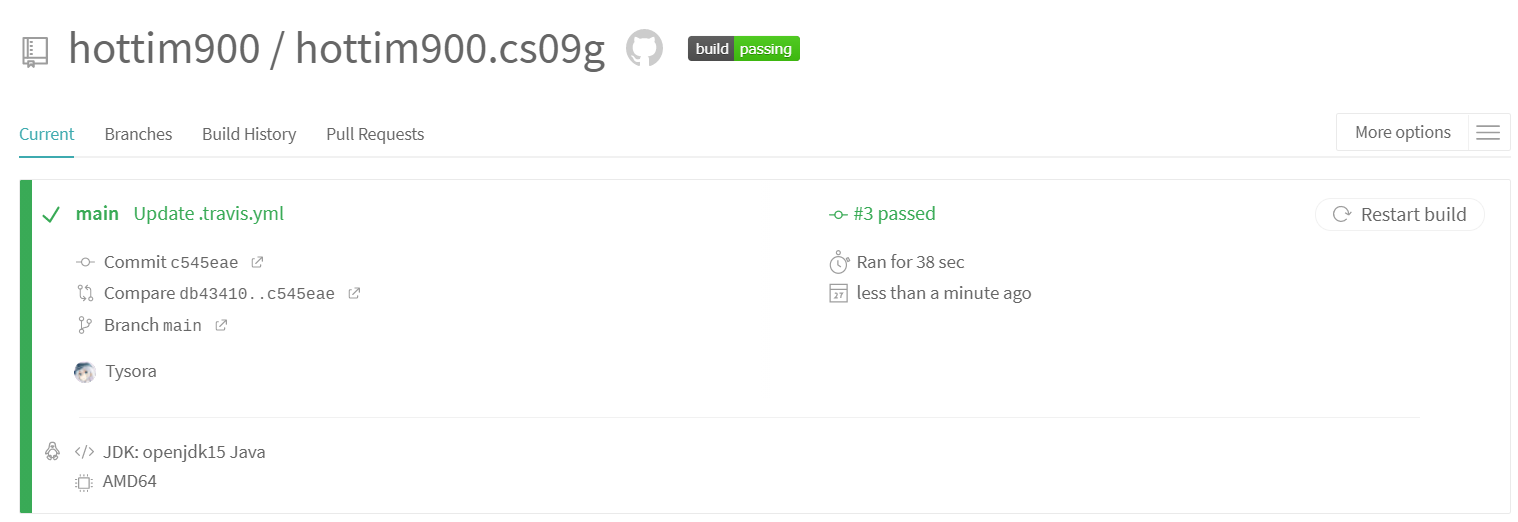 hottim900 / hottim900.cs09g
build passing
Current Branches Build History Pull Requests
More options
main Update .travis.yml
#3 passed
Restart build
Commit c545eae
Ran for 38 sec
Compare db43410..c545eae
27 less than a minute ago
Branch main
Tysora
</> JDK: openjdk15 Java
AMD64